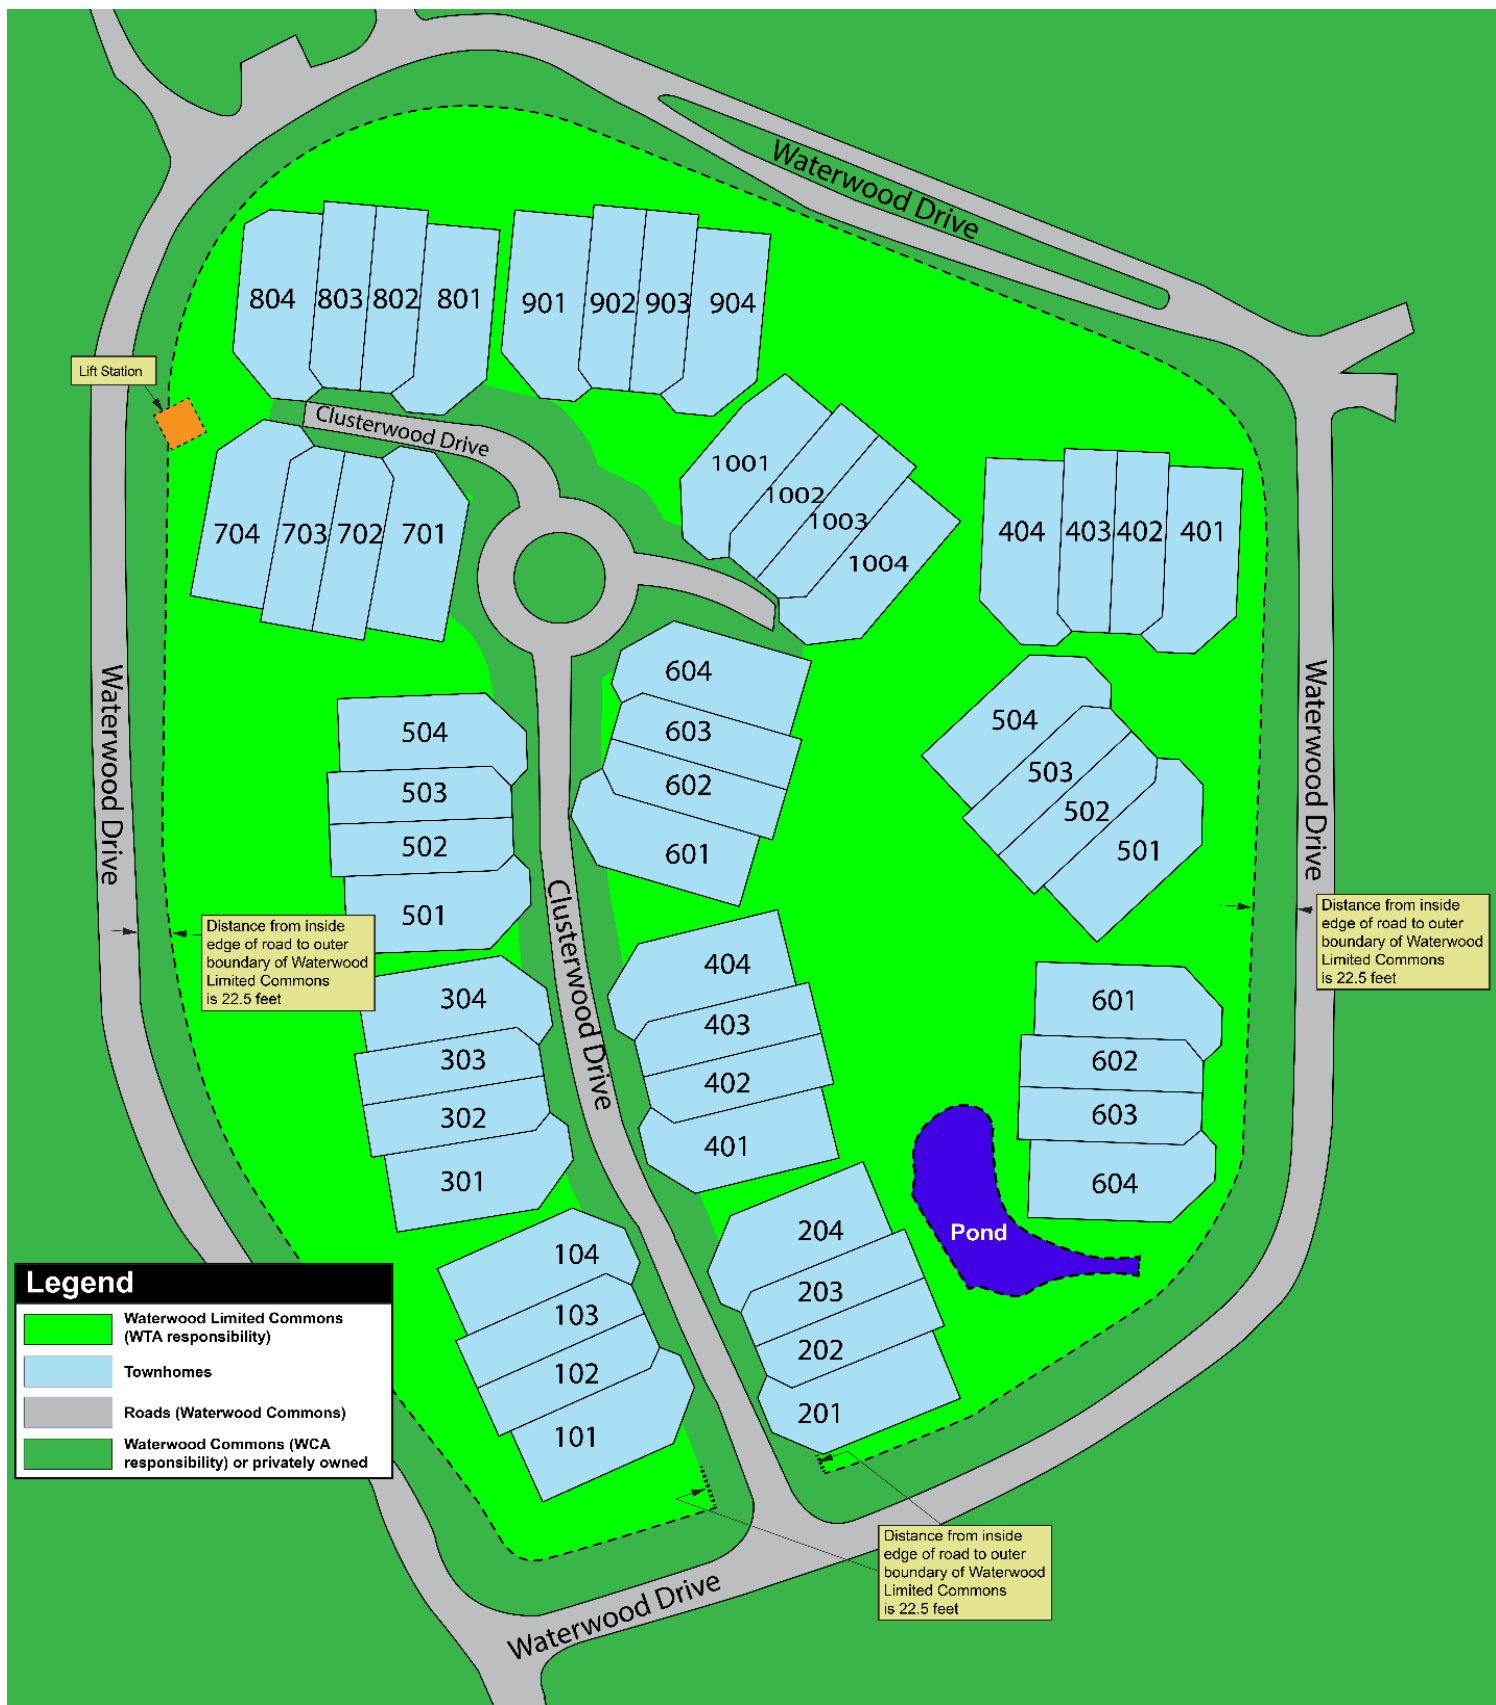 Waterwood Drive
804
803
802
801
901
902
903
904
Lift Station
Clusterwood Drive
1001
1002
1003
1004
704
703
702
701
404
403
402
401
Waterwood Drive
604
603
602
601
504
503
502
501
504
503
502
501
Waterwood Drive
Clusterwood Drive
Distance from inside
edge of road to outer
boundary of Waterwood
Limited Commons
is 22.5 feet
Distance from inside
edge of road to outer
boundary of Waterwood
Limited Commons
is 22.5 feet
304
303
302
301
404
403
402
401
601
602
603
604
Pond
104
103
102
101
204
203
202
201
Legend
Waterwood Limited Commons
(WTA responsibility)
Townhomes
Roads (Waterwood Commons)
Waterwood Commons (WCA
responsibility) or privately owned
Distance from inside
edge of road to outer
boundary of Waterwood
Limited Commons
is 22.5 feet
Waterwood Drive